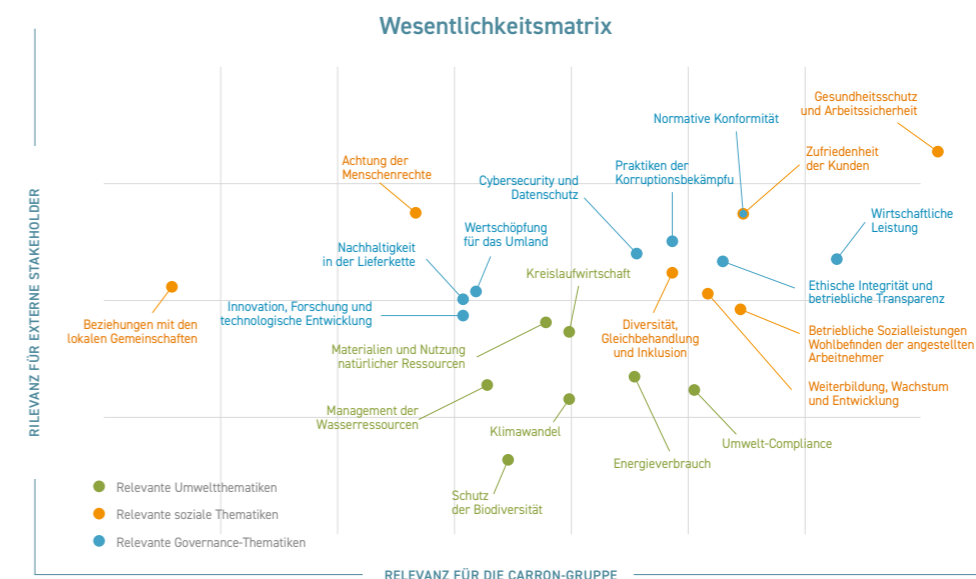 Wesentlichkeitsmatrix
Gesundheitsschutz
und Arbeitssicherheit
Normative Konformität
Zufriedenheit
der Kunden
Achtung der
Menschenrechte
Praktiken der
Korruptionsbekämpfu
Cybersecurity und
Datenschutz
Wirtschaftliche
Leistung
Wertschöpfung
für das Umland
Nachhaltigkeit
in der Lieferkette
Kreislaufwirtschaft
Ethische Integrität und
betriebliche Transparenz
Innovation, Forschung und
technologische Entwicklung
Beziehungen mit den
lokalen Gemeinschaften
Diversität,
Gleichbehandlung
und Inklusion
Betriebliche Sozialleistungen
Wohlbefinden der angestellten
Arbeitnehmer
Materialien und Nutzung
natürlicher Ressourcen
Weiterbildung, Wachstum
und Entwicklung
Management der
Wasserressourcen
Klimawandel
Umwelt-Compliance
Energieverbrauch
Schutz
der Biodiversität
Relevante Umweltthematiken
Relevante soziale Thematiken
Relevante Governance-Thematiken
RILEVANZ FÜR EXTERNE STAKEHOLDER
RELEVANZ FÜR DIE CARRON-GRUPPE